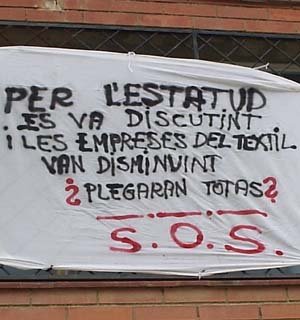 PER L'ESTATUD
. ES VA DISCUTINT
I LES EMPRESES DEL TEXTIL
VAN DISMINUINT
¿PLEGARAN TOTAS?
S.O.S.